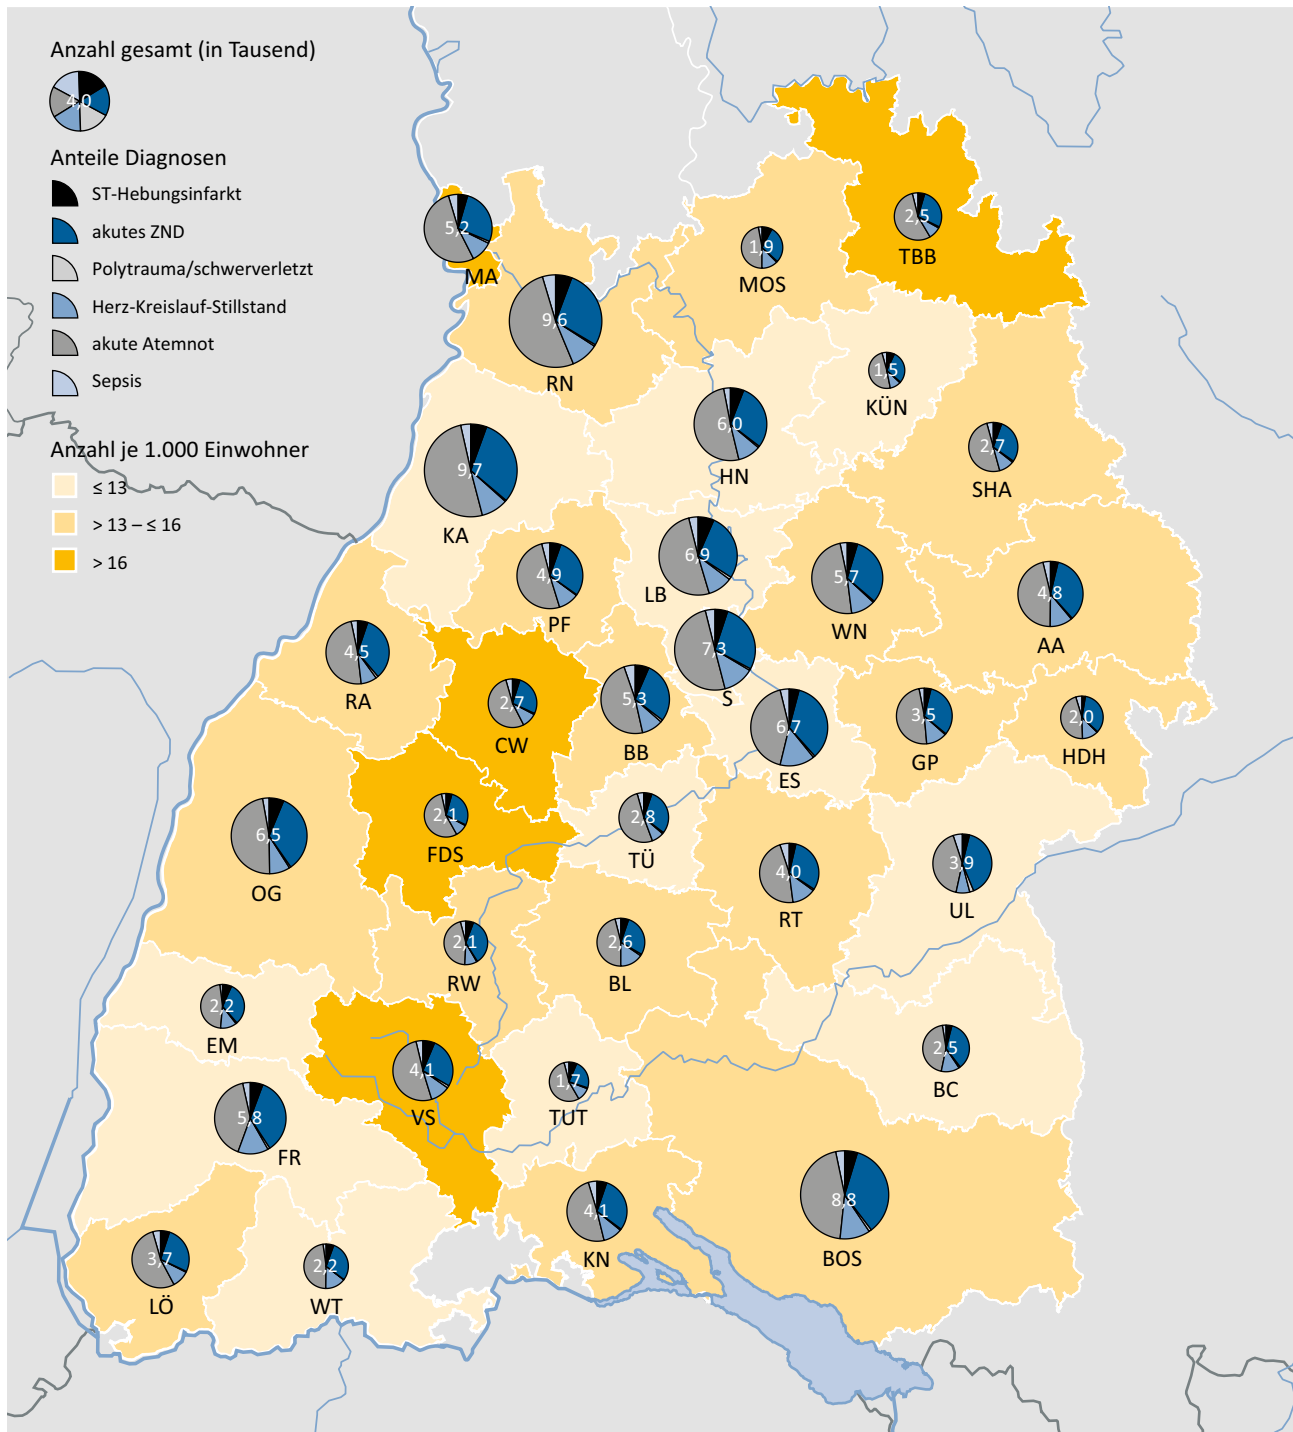 Anzahl gesamt (in Tausend)
4,0
Anteile Diagnosen
ST-Hebungsinfarkt
akutes ZND
Polytrauma/schwerverletzt
Herz-Kreislauf-Stillstand
akute Atemnot
Sepsis
Anzahl je 1.000 Einwohner
≤ 13
> 13 – ≤ 16
> 16
5,2
MA
2,5
TBB
1,9
MOS
9,6
RN
1,5
KÜN
6,0
HN
2,7
SHA
9,7
KA
6,9
LB
4,9
PF
5,7
WN
4,8
AA
4,5
RA
7,3
S
2,7
CW
5,3
BB
6,7
ES
3,5
GP
2,0
HDH
2,1
FDS
2,8
TÜ
6,5
OG
4,0
RT
3,9
UL
2,1
RW
2,6
BL
2,2
EM
2,5
BC
4,1
VS
1,7
TUT
5,8
FR
8,8
BOS
4,1
KN
3,7
LÖ
2,2
WT